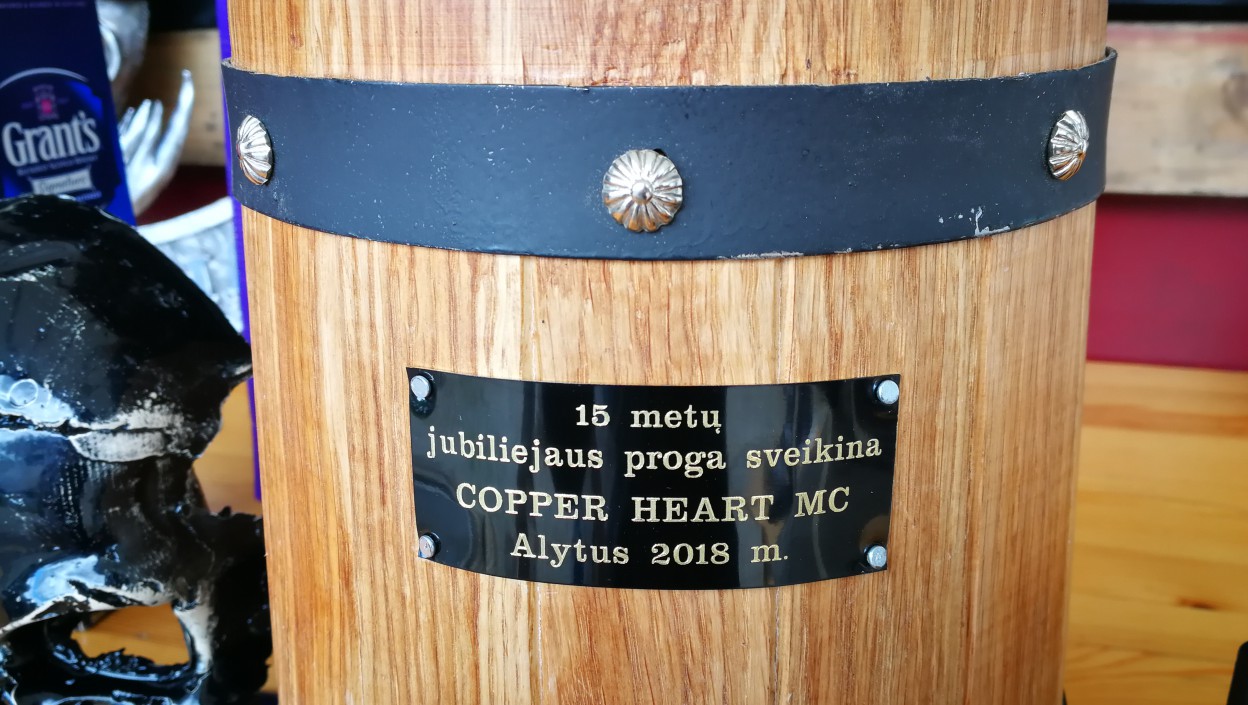 Grant's
15 metų
jubiliejaus proga sveikina
COPPER HEART MC
Alytus 2018 m.